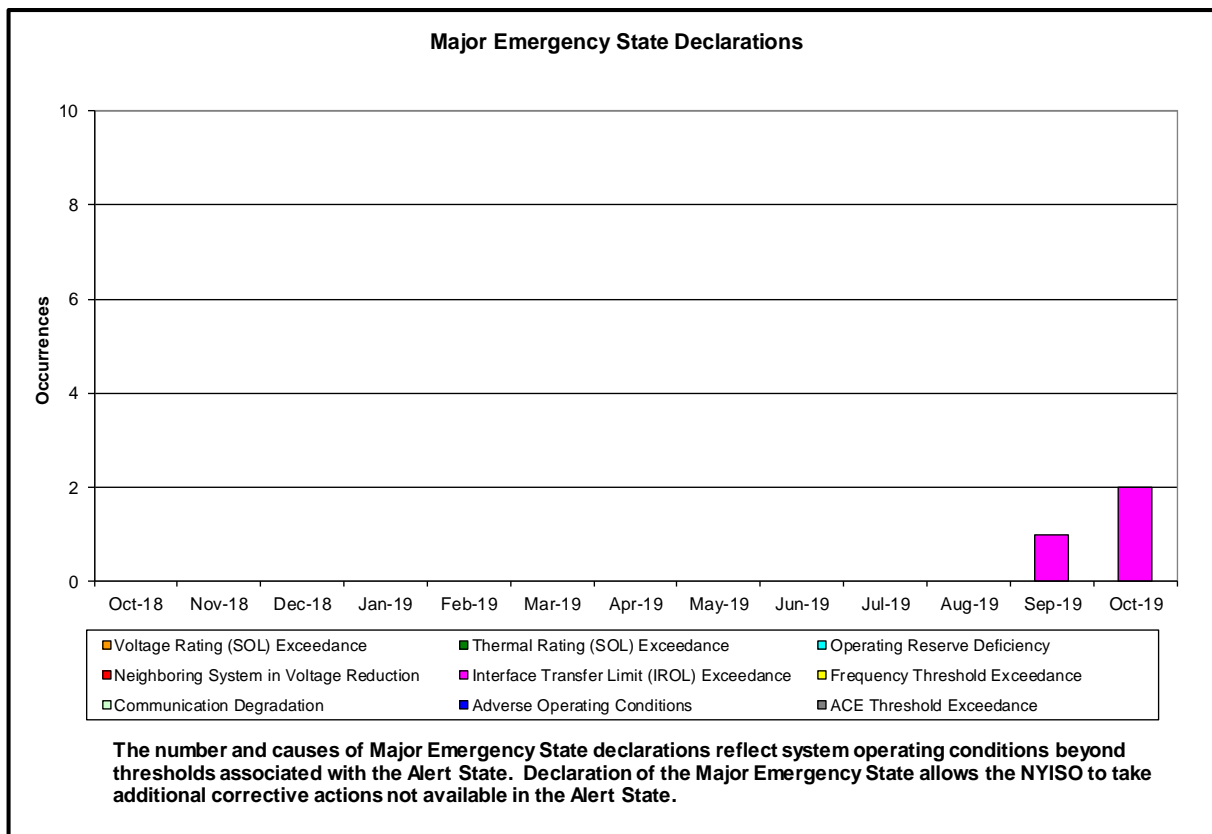 Major Emergency State Declarations
10
8
6
4
2
0
Occurrences
Oct-18 Nov-18 Dec-18 Jan-19 Feb-19 Mar-19 Apr-19 May-19 Jun-19 Jul-19 Aug-19 Sep-19 Oct-19
Voltage Rating (SOL) Exceedance Thermal Rating (SOL) Exceedance Operating Reserve Deficiency
Neighboring System in Voltage Reduction Interface Transfer Limit (IROL) Exceedance Frequency Threshold Exceedance
Communication Degradation Adverse Operating Conditions ACE Threshold Exceedance
The number and causes of Major Emergency State declarations reflect system operating conditions beyond
thresholds associated with the Alert State.  Declaration of the Major Emergency State allows the NYISO to take
additional corrective actions not available in the Alert State.